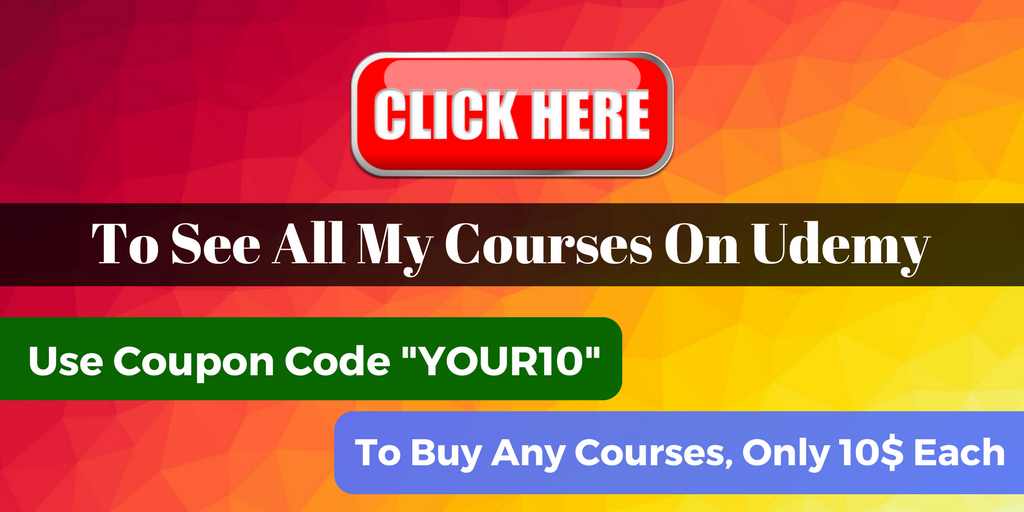 CLICK HERE
To See All My Courses On Udemy
Use Coupon Code "YOUR10"
To Buy Any Courses, Only 10$ Each